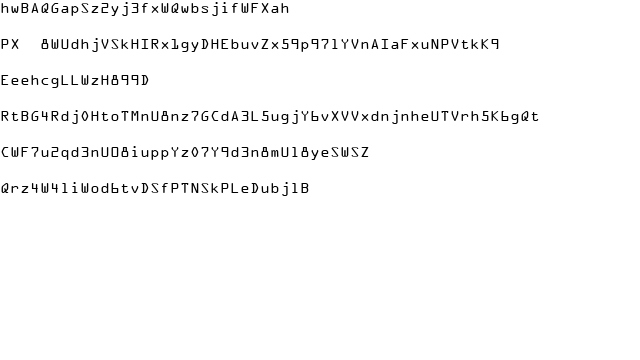 hwBAQGapSz2yj3fxWQwbsjifWFXah
PX  8WUdhjVSkHIRx1gyDHEbuvZx59p97lYVnAIaFxuNPVtkK9
EeehcgLLWzH899D
RtBG4Rdj0HtoTMnU8nz7GCdA3L5ugjY6vXVVxdnjnheUTVrh5K6gQt
CWF7u2qd3nUO8iuppYz07Y9d3n8mUl8yeSWSZ
Qrz4W4liWod6tvDSfPTNSkPLeDubjlB